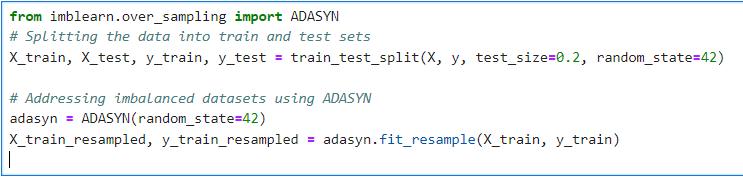 from imblearn.over_sampling import ADASYN
# Splitting the data into train and test sets
X_train, X_test, y_train, y_test = train_test_split(X, y, test_size=0.2, random_state=42)
# Addressing imbalanced datasets using ADASYN
adasyn = ADASYN(random_state=42)
X_train_resampled, y_train_resampled = adasyn.fit_resample(X_train, y_train)